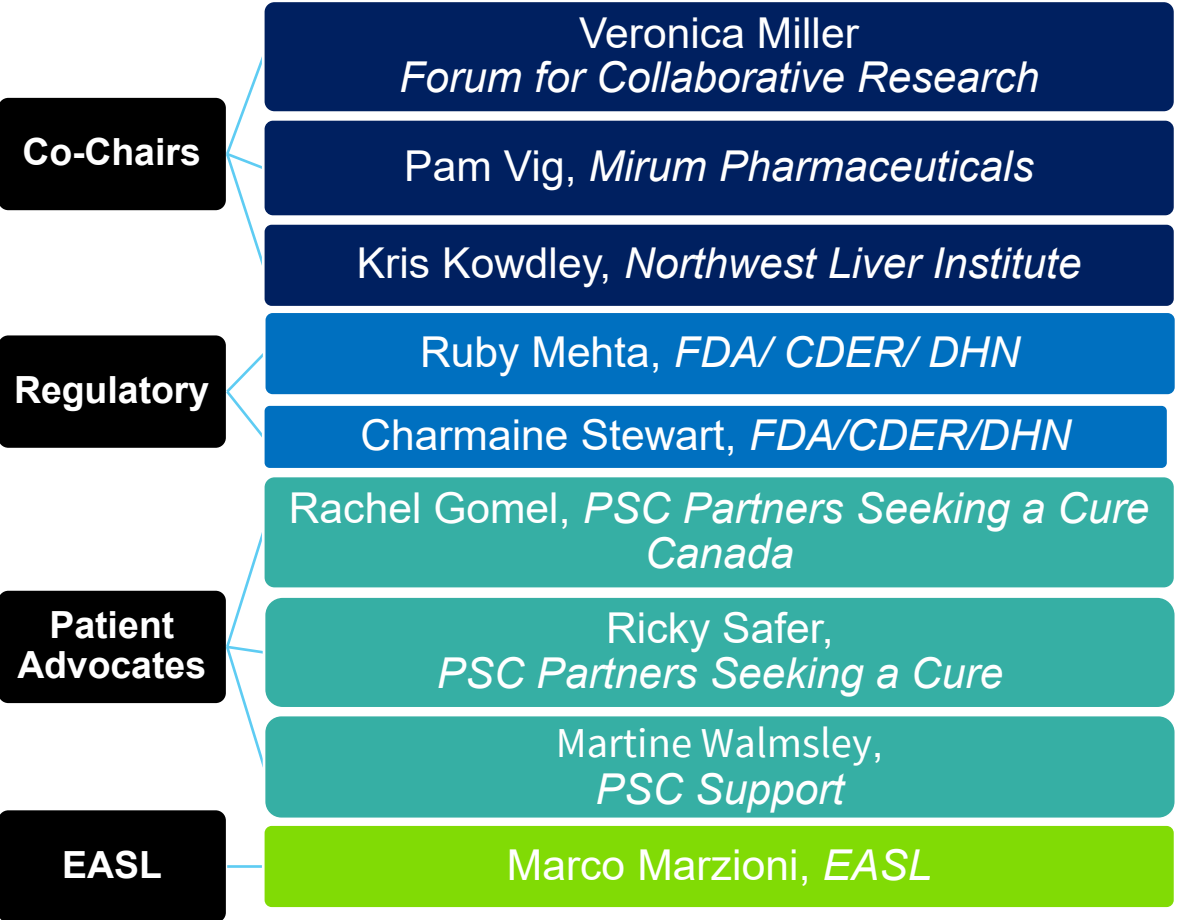 Co-Chairs
Veronica Miller
Forum for Collaborative Research
Pam Vig, Mirum Pharmaceuticals
Kris Kowdley, Northwest Liver Institute
Regulatory
Ruby Mehta, FDA/ CDER/ DHN
Charmaine Stewart, FDA/CDER/DHN
Patient
Advocates
Rachel Gomel, PSC Partners Seeking a Cure
Canada
Ricky Safer,
PSC Partners Seeking a Cure
Martine Walmsley,
PSC Support
EASL
Marco Marzioni, EASL